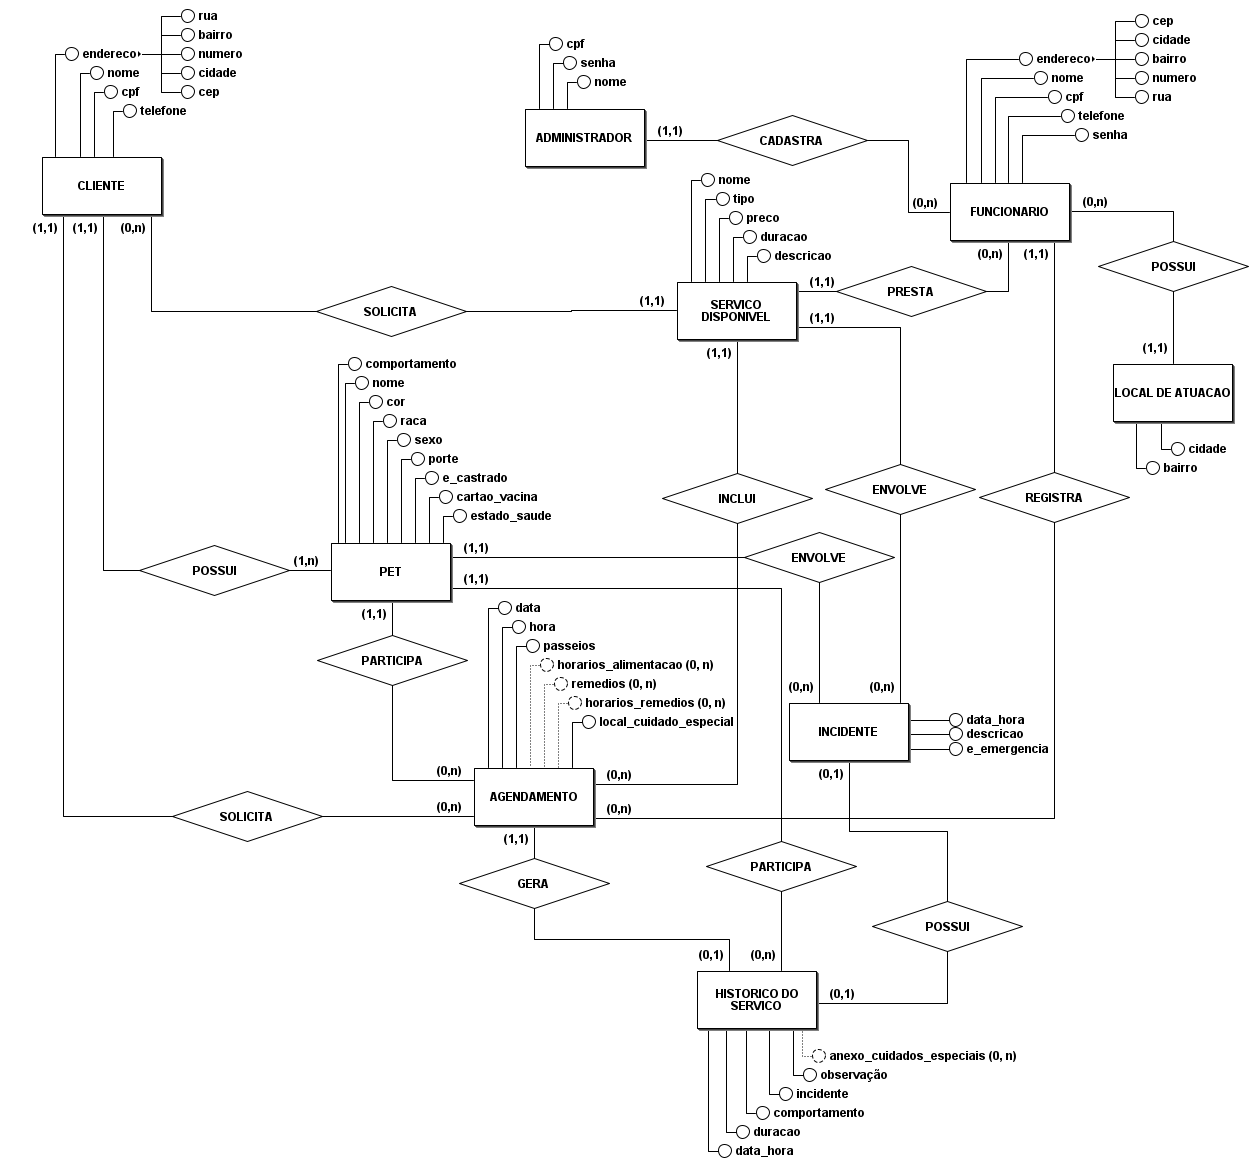 rua
bairro
endereco
numero
nome
cidade
cpf
cep
telefone
CLIENTE
(1,1)
(1,1)
(0,n)
cpf
senha
nome
ADMINISTRADOR
(1,1)
CADASTRA
cep
cidade
endereco
bairro
nome
numero
cpf
rua
telefone
senha
(0,n)
FUNCIONARIO
(0,n)
(0,n)
(1,1)
POSSUI
(1,1)
LOCAL DE ATUACAO
cidade
bairro
nome
tipo
preco
duracao
descricao
SOLICITA
(1,1)
SERVICO
DISPONIVEL
(1,1)
PRESTA
(1,1)
(1,1)
comportamento
nome
cor
raca
sexo
porte
e_castrado
cartao_vacina
estado_saude
INCLUI
ENVOLVE
REGISTRA
POSSUI
(1,n)
PET
(1,1)
ENVOLVE
(1,1)
(1,1)
PARTICIPA
data
hora
passeios
horarios_alimentacao (0, n)
remedios (0, n)
horarios_remedios (0, n)
local_cuidado_especial
(0,n)
(0,n)
INCIDENTE
data_hora
descricao
e_emergencia
(0,1)
(0,n)
AGENDAMENTO
(0,n)
SOLICITA
(0,n)
(0,n)
(1,1)
GERA
PARTICIPA
POSSUI
(0,1)
(0,n)
HISTORICO DO
SERVICO
(0,1)
anexo_cuidados_especiais (0, n)
observação
incidente
comportamento
duracao
data_hora